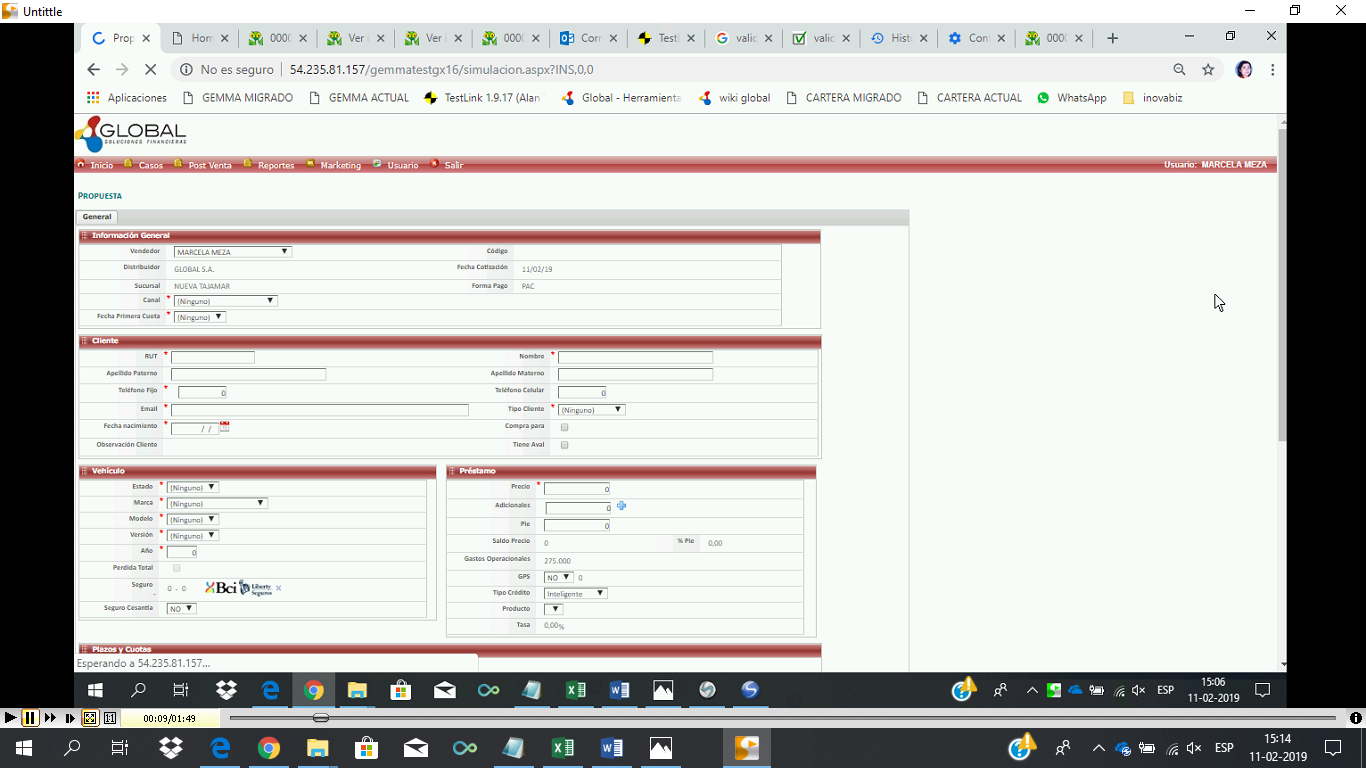 Untittle
Prop Hom 0000 Ver Ver 000 Corr Testl valic valic Hist Cont 0000
No es seguro 54.235.81.157/gemmatestgx16/simulacion.aspx?INS,0,0
Aplicaciones GEMMA MIGRADO GEMMA ACTUAL TestLink 1.9.17 (Alan Global - Herramienta wiki global CARTERA MIGRADO CARTERA ACTUAL WhatsApp inovabiz
GLOBAL
SOLUCIONES FINANCIERAS
Inicio Casos Post Venta Reportes Marketing Usuario Salir Usuario: MARCELA MEZA
PROPUESTA
General
Información General
Vendedor MARCELA MEZA Código
Distribuidor GLOBAL S.A. Fecha Cotización 11/02/19
Sucursal NUEVA TAJAMAR Forma Pago PAC
Canal * (Ninguno)
Fecha Primera Cuota * (Ninguno)
Cliente
RUT * Nombre *
Apellido Paterno Apellido Materno
Teléfono Fijo * 0 Teléfono Celular 0
Email * Tipo Cliente * (Ninguno)
Fecha nacimiento * / / Compra para
Observación Cliente Tiene Aval
Vehículo Préstamo
Estado * (Ninguno) Precio * 0
Marca * (Ninguno) Adicionales 0
Modelo * (Ninguno) Pie 0
Versión * (Ninguno) Saldo Precio 0 % Pie 0,00
Año * 0 Gastos Operacionales 275.000
Perdida Total GPS NO 0
Seguro 0 - 0 Bci Liberty Seguros Tipo Crédito Inteligente
Seguro Cesantía NO Producto
Tasa 0,00%
Plazos y Cuotas
Esperando a 54.235.81.157...
ESP 15:06
11-02-2019
00:09/01:49
ESP 15:14
11-02-2019